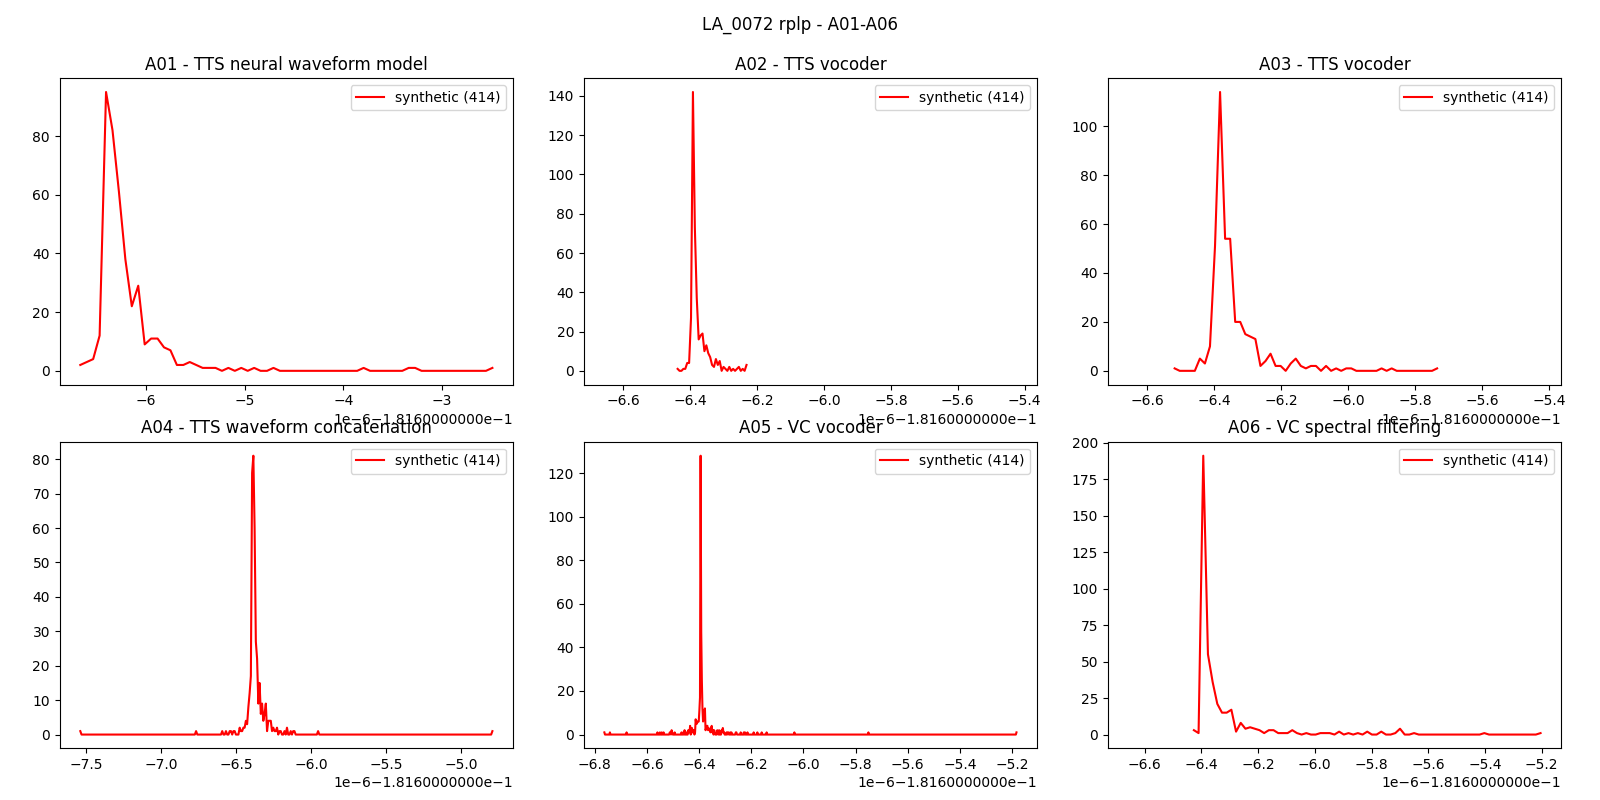 LA_0072 rplp - A01-A06
A01 - TTS neural waveform model
A02 - TTS vocoder
A03 - TTS vocoder
synthetic (414)
synthetic (414)
synthetic (414)
80
60
40
20
0
140
120
100
80
60
40
20
0
100
80
60
40
20
0
−6 −5 −4 −3
1e−6−1.8160000000e−1
−6.6 −6.4 −6.2 −6.0 −5.8 −5.6 −5.4
1e−6−1.8160000000e−1
−6.6 −6.4 −6.2 −6.0 −5.8 −5.6 −5.4
1e−6−1.8160000000e−1
A04 - TTS waveform concatenation
A05 - VC vocoder
A06 - VC spectral filtering
synthetic (414)
synthetic (414)
synthetic (414)
80
70
60
50
40
30
20
10
0
120
100
80
60
40
20
0
200
175
150
125
100
75
50
25
0
−7.5 −7.0 −6.5 −6.0 −5.5 −5.0
1e−6−1.8160000000e−1
−6.8 −6.6 −6.4 −6.2 −6.0 −5.8 −5.6 −5.4 −5.2
1e−6−1.8160000000e−1
−6.6 −6.4 −6.2 −6.0 −5.8 −5.6 −5.4 −5.2
1e−6−1.8160000000e−1